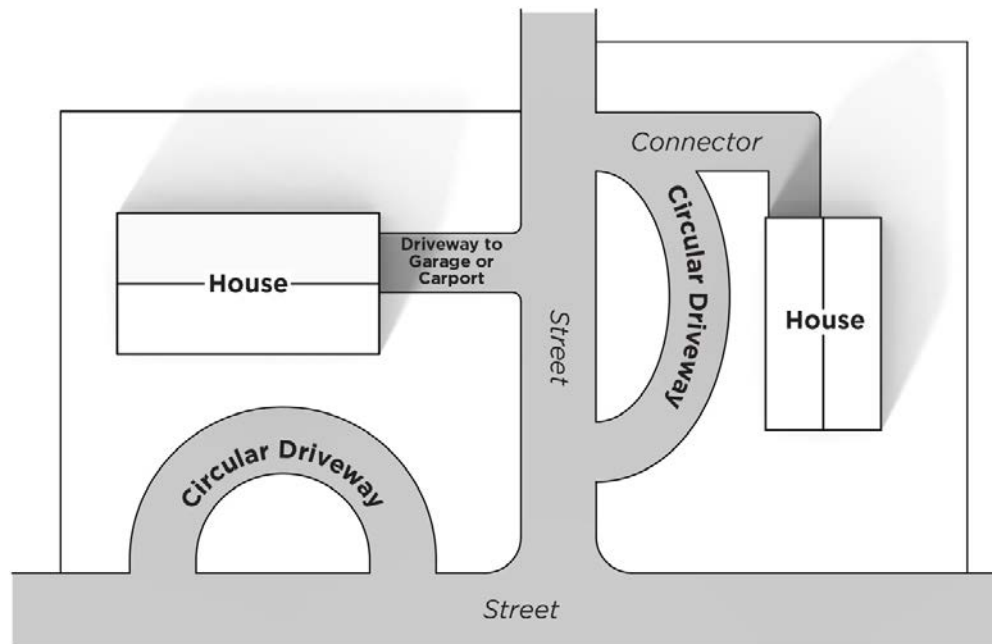 Connector
Circular Driveway
Driveway to
Garage or
Carport
House
House
Street
Circular Driveway
Street